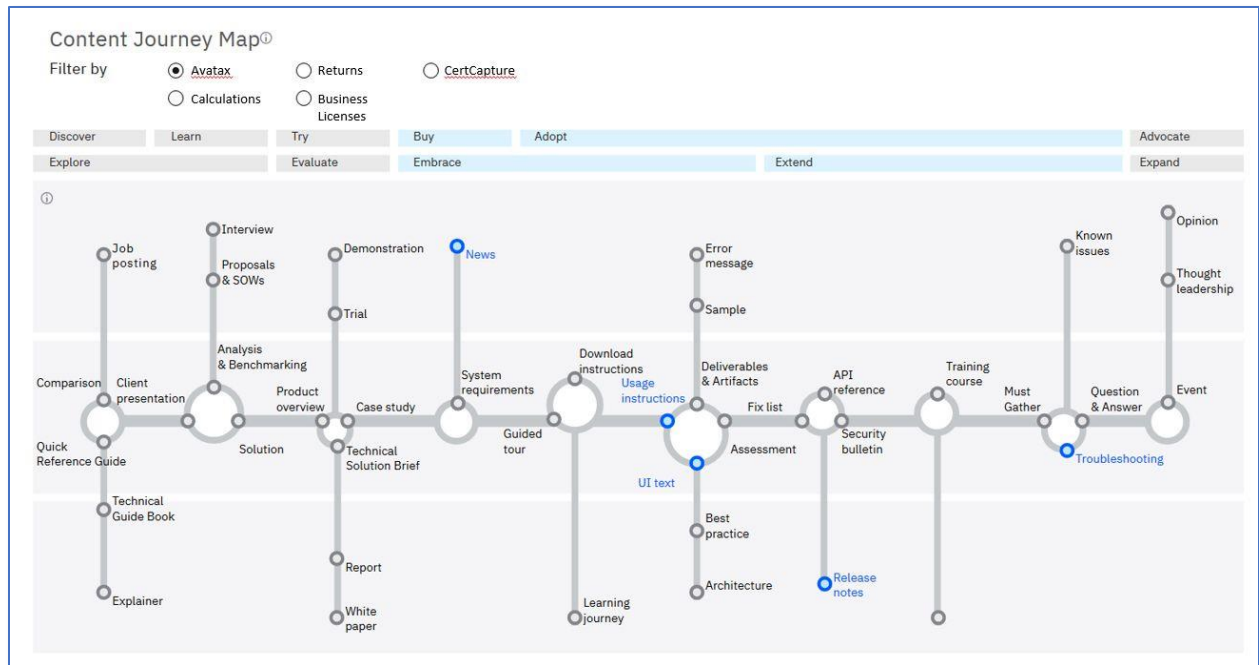 Content Journey Map
Filter by
Avatax
Returns
CertCapture
Calculations
Business
Licenses
Discover
Learn
Try
Buy
Adopt
Advocate
Explore
Evaluate
Embrace
Extend
Expand
Job
posting
Interview
Proposals
& SOWs
Demonstration
Trial
News
Error
message
Sample
Known
issues
Opinion
Thought
leadership
Comparison
Client
presentation
Analysis
& Benchmarking
Product
overview
Case study
System
requirements
Download
instructions
Usage
instructions
Deliverables
& Artifacts
Fix list
API
reference
Training
course
Must
Gather
Question
& Answer
Event
Quick
Reference Guide
Solution
Technical
Solution Brief
Guided
tour
UI text
Assessment
Security
bulletin
Troubleshooting
Technical
Guide Book
Explainer
Report
White
paper
Learning
journey
Best
practice
Architecture
Release
notes